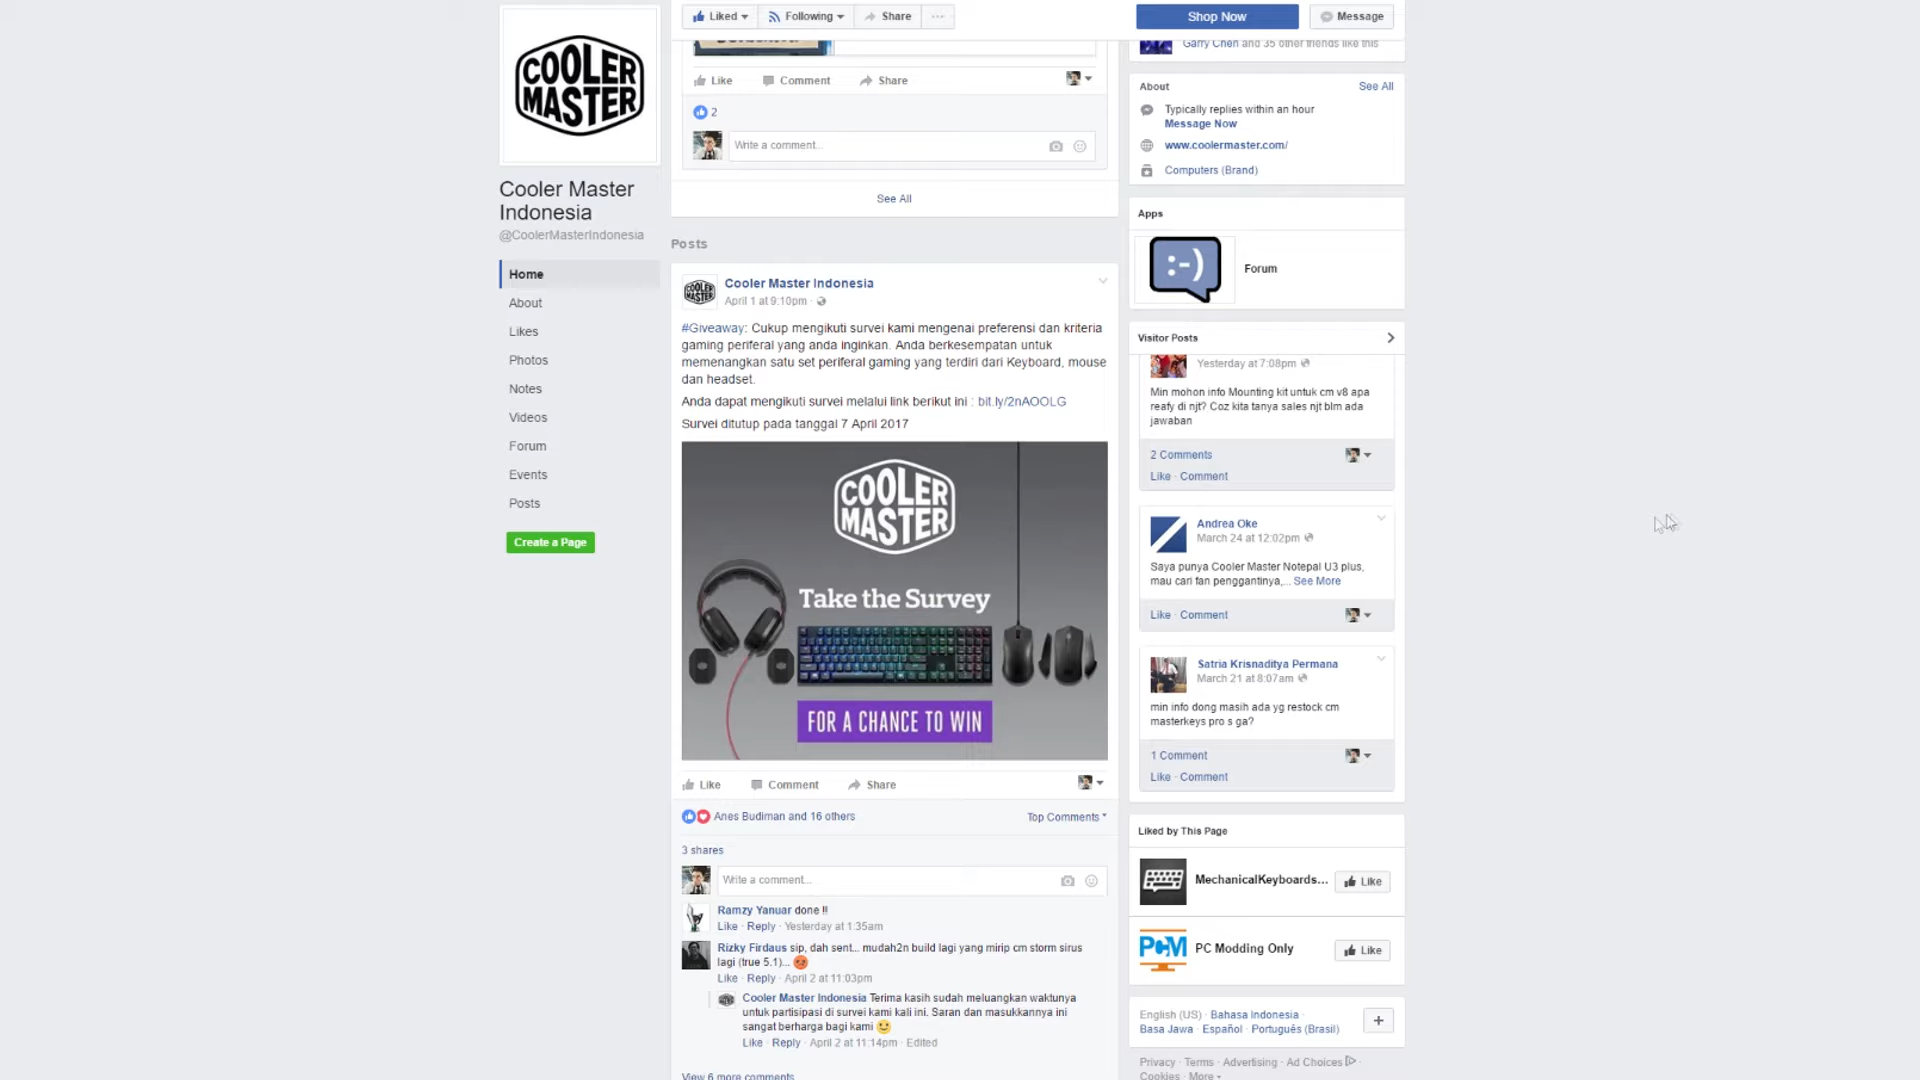 COOLER
MASTER
Cooler Master
Indonesia
@CoolerMasterIndonesia
Home
About
Likes
Photos
Notes
Videos
Forum
Events
Posts
Create a Page
Liked
Following
Share
Like
Comment
Share
2
Write a comment...
See All
Posts
COOLER
MASTER
Cooler Master Indonesia
April 1 at 9:10pm ·
#Giveaway: Cukup mengikuti survei kami mengenai preferensi dan kriteria
gaming periferal yang anda inginkan. Anda berkesempatan untuk
memenangkan satu set periferal gaming yang terdiri dari Keyboard, mouse
dan headset.
Anda dapat mengikuti survei melalui link berikut ini : bit.ly/2nAOOLG
Survei ditutup pada tanggal 7 April 2017
COOLER
MASTER
Take the Survey
FOR A CHANCE TO WIN
Like
Comment
Share
Anes Budiman and 16 others
Top Comments
3 shares
Write a comment...
Ramzy Yanuar done !!
Like · Reply · Yesterday at 1:35am
Rizky Firdaus sip, dah sent... mudah2n build lagi yang mirip cm storm sirus
lagi (true 5.1)...
Like · Reply · April 2 at 11:03pm
Cooler Master Indonesia Terima kasih sudah meluangkan waktunya
untuk partisipasi di survei kami kali ini. Saran dan masukkannya ini
sangat berharga bagi kami
Like · Reply · April 2 at 11:14pm · Edited
View 6 more comments
Shop Now
Message
Garry Chen and 35 other friends like this
About
See All
Typically replies within an hour
Message Now
www.coolermaster.com/
Computers (Brand)
Apps
:-)
Forum
Visitor Posts
Yesterday at 7:08pm
Min mohon info Mounting kit untuk cm v8 apa
reafy di njt? Coz kita tanya sales njt blm ada
jawaban
2 Comments
Like · Comment
Andrea Oke
March 24 at 12:02pm
Saya punya Cooler Master Notepal U3 plus,
mau cari fan penggantinya,... See More
Like · Comment
Satria Krisnaditya Permana
March 21 at 8:07am
min info dong masih ada yg restock cm
masterkeys pro s ga?
1 Comment
Like · Comment
Liked by This Page
MechanicalKeyboards...
Like
PCM
PC Modding Only
Like
English (US) · Bahasa Indonesia ·
Basa Jawa · Español · Português (Brasil)
+
Privacy · Terms · Advertising · Ad Choices ·
Cookies · More